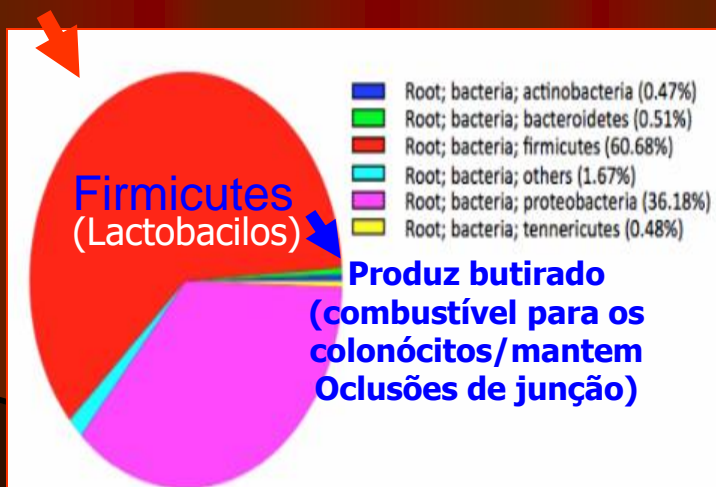 Root; bacteria; actinobacteria (0.47%)
Root; bacteria; bacteroidetes (0.51%)
Root; bacteria; firmicutes (60.68%)
Root; bacteria; others (1.67%)
Root; bacteria; proteobacteria (36.18%)
Root; bacteria; tennericutes (0.48%)
Firmicutes
(Lactobacilos)
Produz butirado
(combustível para os
colonócitos/mantem
Oclusões de junção)